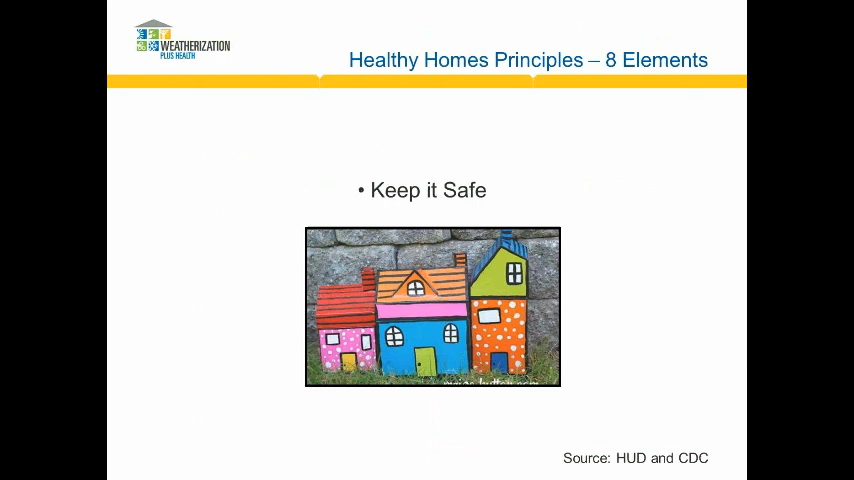 WEATHERIZATION
PLUS HEALTH
Healthy Homes Principles – 8 Elements
• Keep it Safe
Source: HUD and CDC